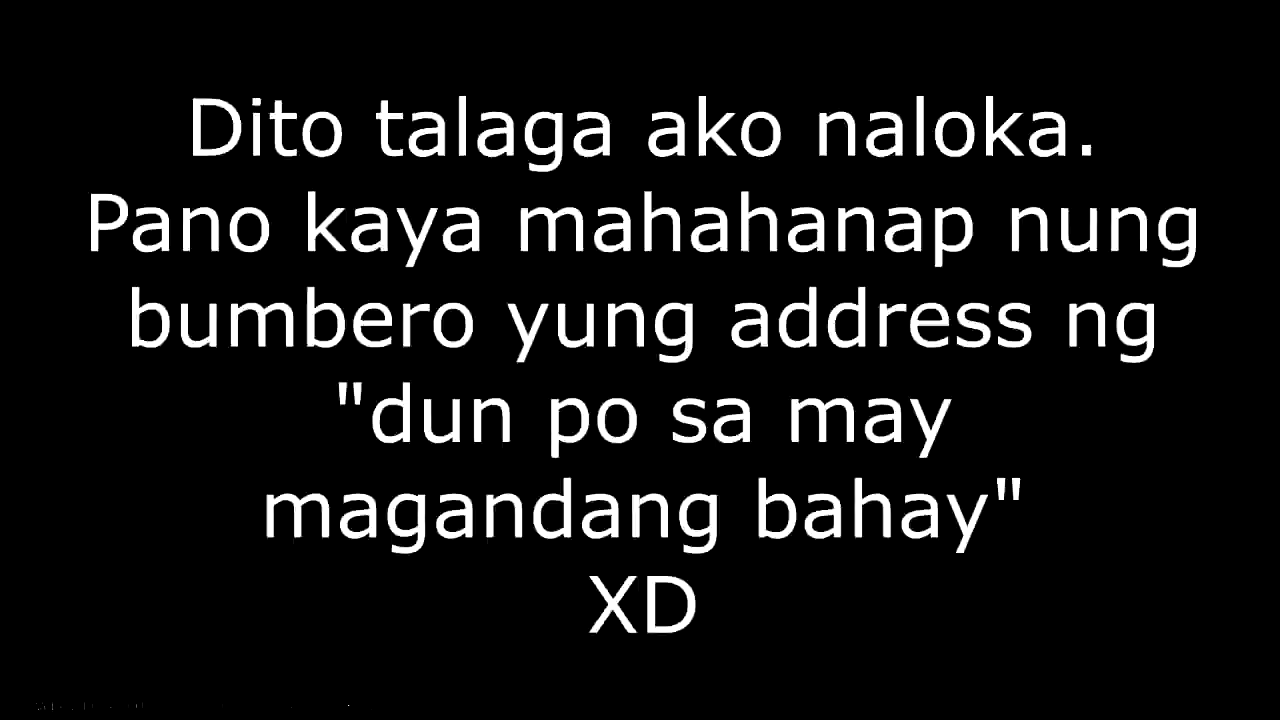 Dito talaga ako naloka.
Pano kaya mahahanap nung
bumbero yung address ng
"dun po sa may
magandang bahay"
XD